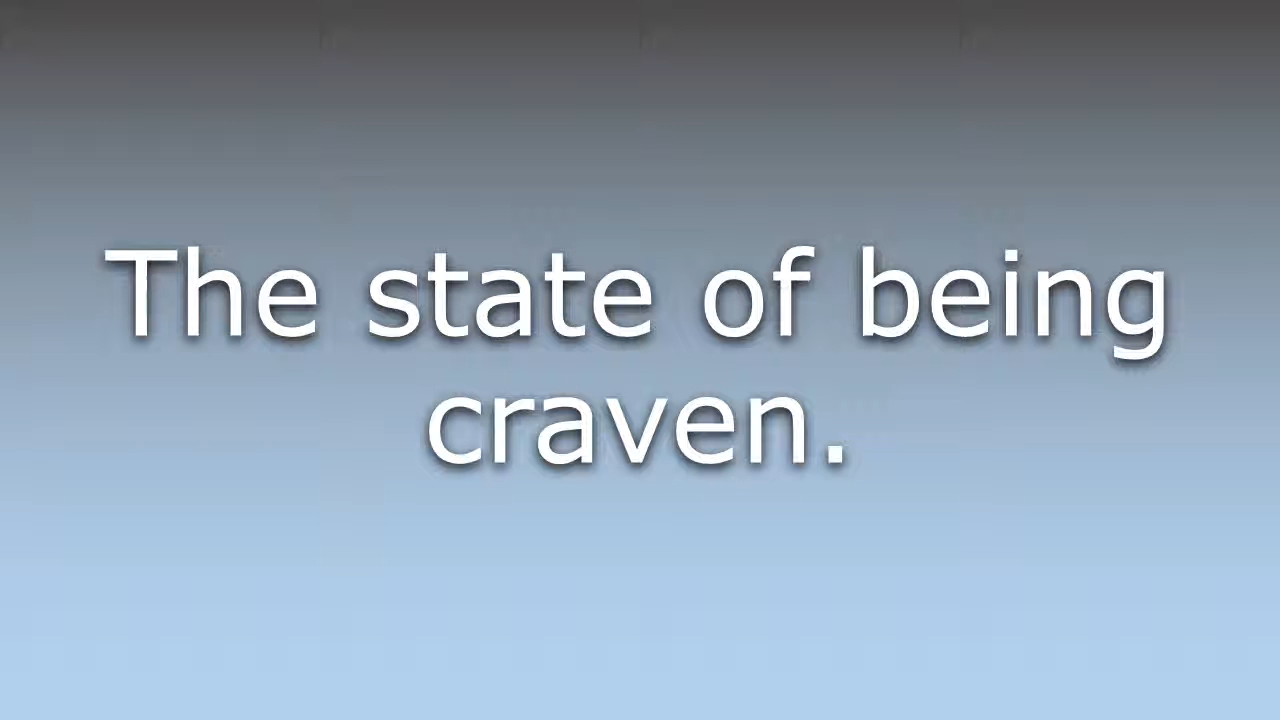 The state of being
craven.